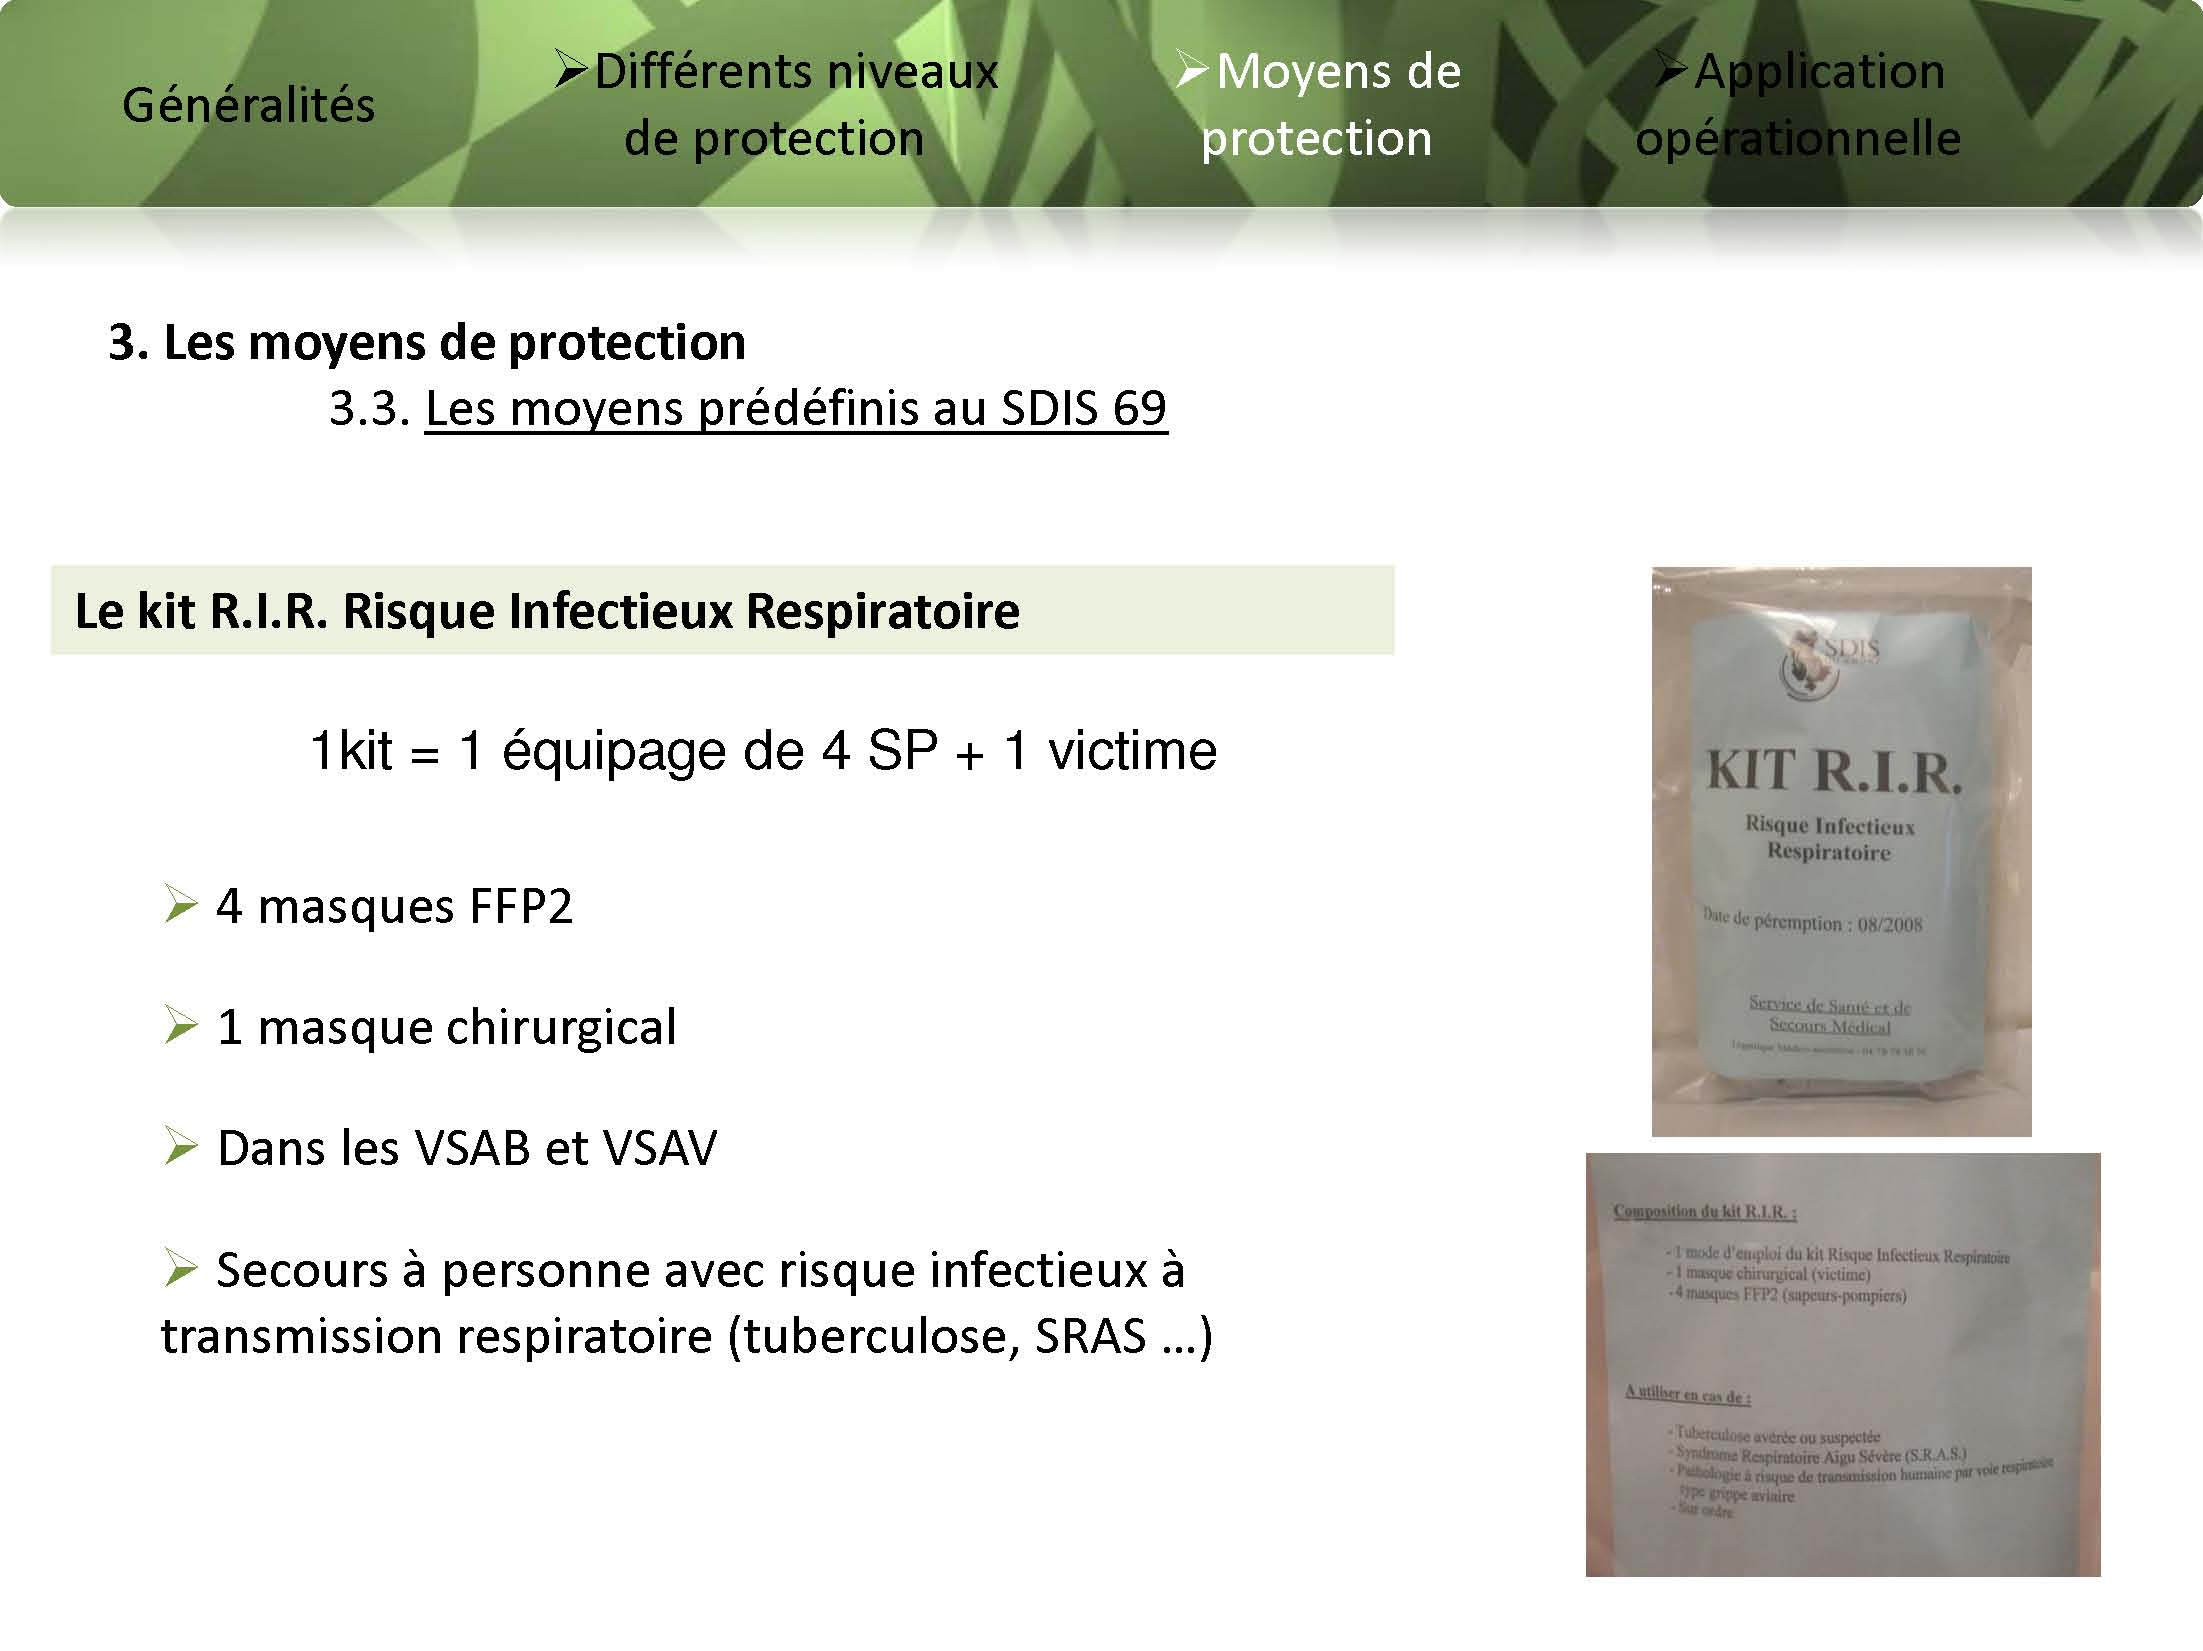 Généralités
➢Différents niveaux
de protection
➢Moyens de
protection
➢Application
opérationnelle
3. Les moyens de protection
3.3. Les moyens prédéfinis au SDIS 69
Le kit R.I.R. Risque Infectieux Respiratoire
1kit = 1 équipage de 4 SP + 1 victime
➢ 4 masques FFP2
➢ 1 masque chirurgical
➢ Dans les VSAB et VSAV
➢ Secours à personne avec risque infectieux à
transmission respiratoire (tuberculose, SRAS …)
SDIS
KIT R.I.R.
Risque Infectieux
Respiratoire
Date de péremption : 08/2008
Service de Santé et de
Secours Médical
Composition du kit R.I.R. :
- 1 mode d'emploi du kit Risque Infectieux Respiratoire
- 1 masque chirurgical (victime)
- 4 masques FFP2 (sapeurs-pompiers)
A utiliser en cas de :
- Tuberculose avérée ou suspectée
- Syndrome Respiratoire Aigu Sévère (S.R.A.S.)
- Pathologie à risque de transmission humaine par voie respiratoire
type grippe aviaire
- Sur ordre